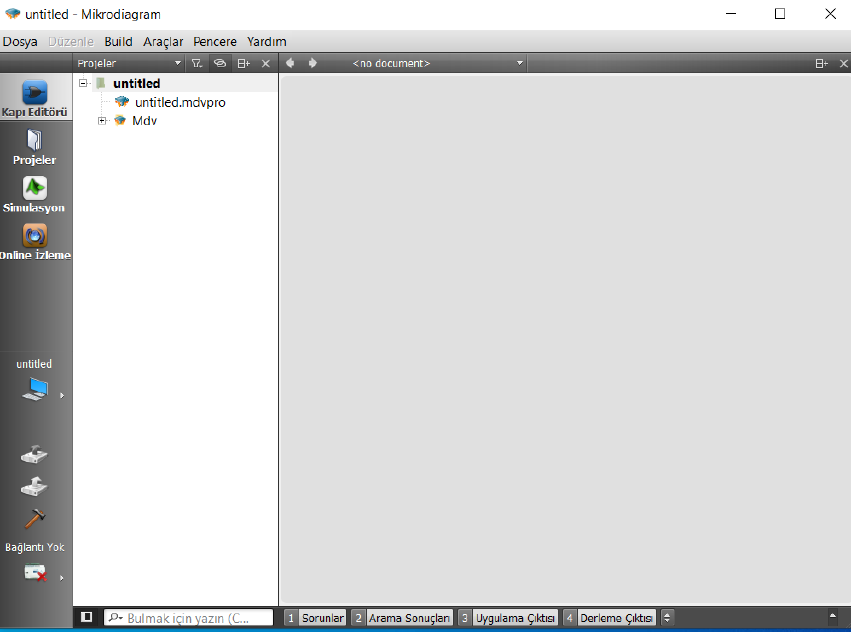 untitled - Mikrodiagram
Dosya Düzenle Build Araçlar Pencere Yardım
Projeler <no document>
untitled
untitled.mdvpro
Mdv
Kapı Editörü
Projeler
Simulasyon
Online İzleme
untitled
Bağlantı Yok
Bulmak için yazın (C...
1 Sorunlar 2 Arama Sonuçları 3 Uygulama Çıktısı 4 Derleme Çıktısı